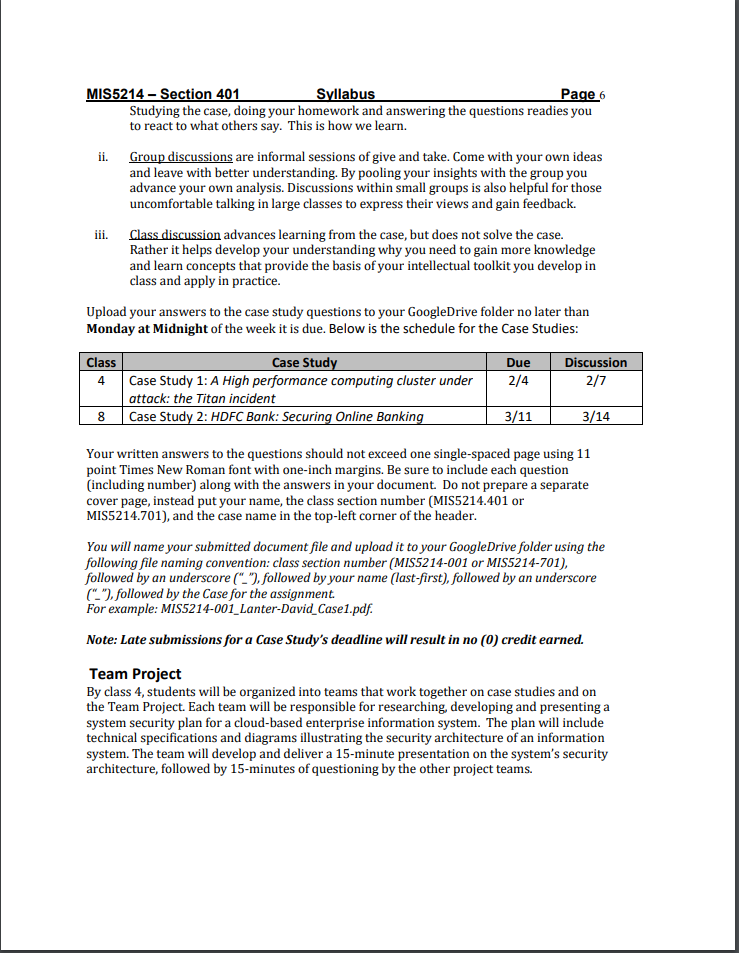 MIS5214 – Section 401 Syllabus Page 6
Studying the case, doing your homework and answering the questions readies you
to react to what others say. This is how we learn.
ii. Group discussions are informal sessions of give and take. Come with your own ideas
and leave with better understanding. By pooling your insights with the group you
advance your own analysis. Discussions within small groups is also helpful for those
uncomfortable talking in large classes to express their views and gain feedback.
iii. Class discussion advances learning from the case, but does not solve the case.
Rather it helps develop your understanding why you need to gain more knowledge
and learn concepts that provide the basis of your intellectual toolkit you develop in
class and apply in practice.
Upload your answers to the case study questions to your GoogleDrive folder no later than
Monday at Midnight of the week it is due. Below is the schedule for the Case Studies:
Class Case Study Due Discussion
4 Case Study 1: A High performance computing cluster under 2/4 2/7
attack: the Titan incident
8 Case Study 2: HDFC Bank: Securing Online Banking 3/11 3/14
Your written answers to the questions should not exceed one single-spaced page using 11
point Times New Roman font with one-inch margins. Be sure to include each question
(including number) along with the answers in your document. Do not prepare a separate
cover page, instead put your name, the class section number (MIS5214.401 or
MIS5214.701), and the case name in the top-left corner of the header.
You will name your submitted document file and upload it to your GoogleDrive folder using the
following file naming convention: class section number (MIS5214-001 or MIS5214-701),
followed by an underscore (“_”), followed by your name (last-first), followed by an underscore
(“_”), followed by the Case for the assignment.
For example: MIS5214-001_Lanter-David_Case1.pdf.
Note: Late submissions for a Case Study’s deadline will result in no (0) credit earned.
Team Project
By class 4, students will be organized into teams that work together on case studies and on
the Team Project. Each team will be responsible for researching, developing and presenting a
system security plan for a cloud-based enterprise information system. The plan will include
technical specifications and diagrams illustrating the security architecture of an information
system. The team will develop and deliver a 15-minute presentation on the system’s security
architecture, followed by 15-minutes of questioning by the other project teams.